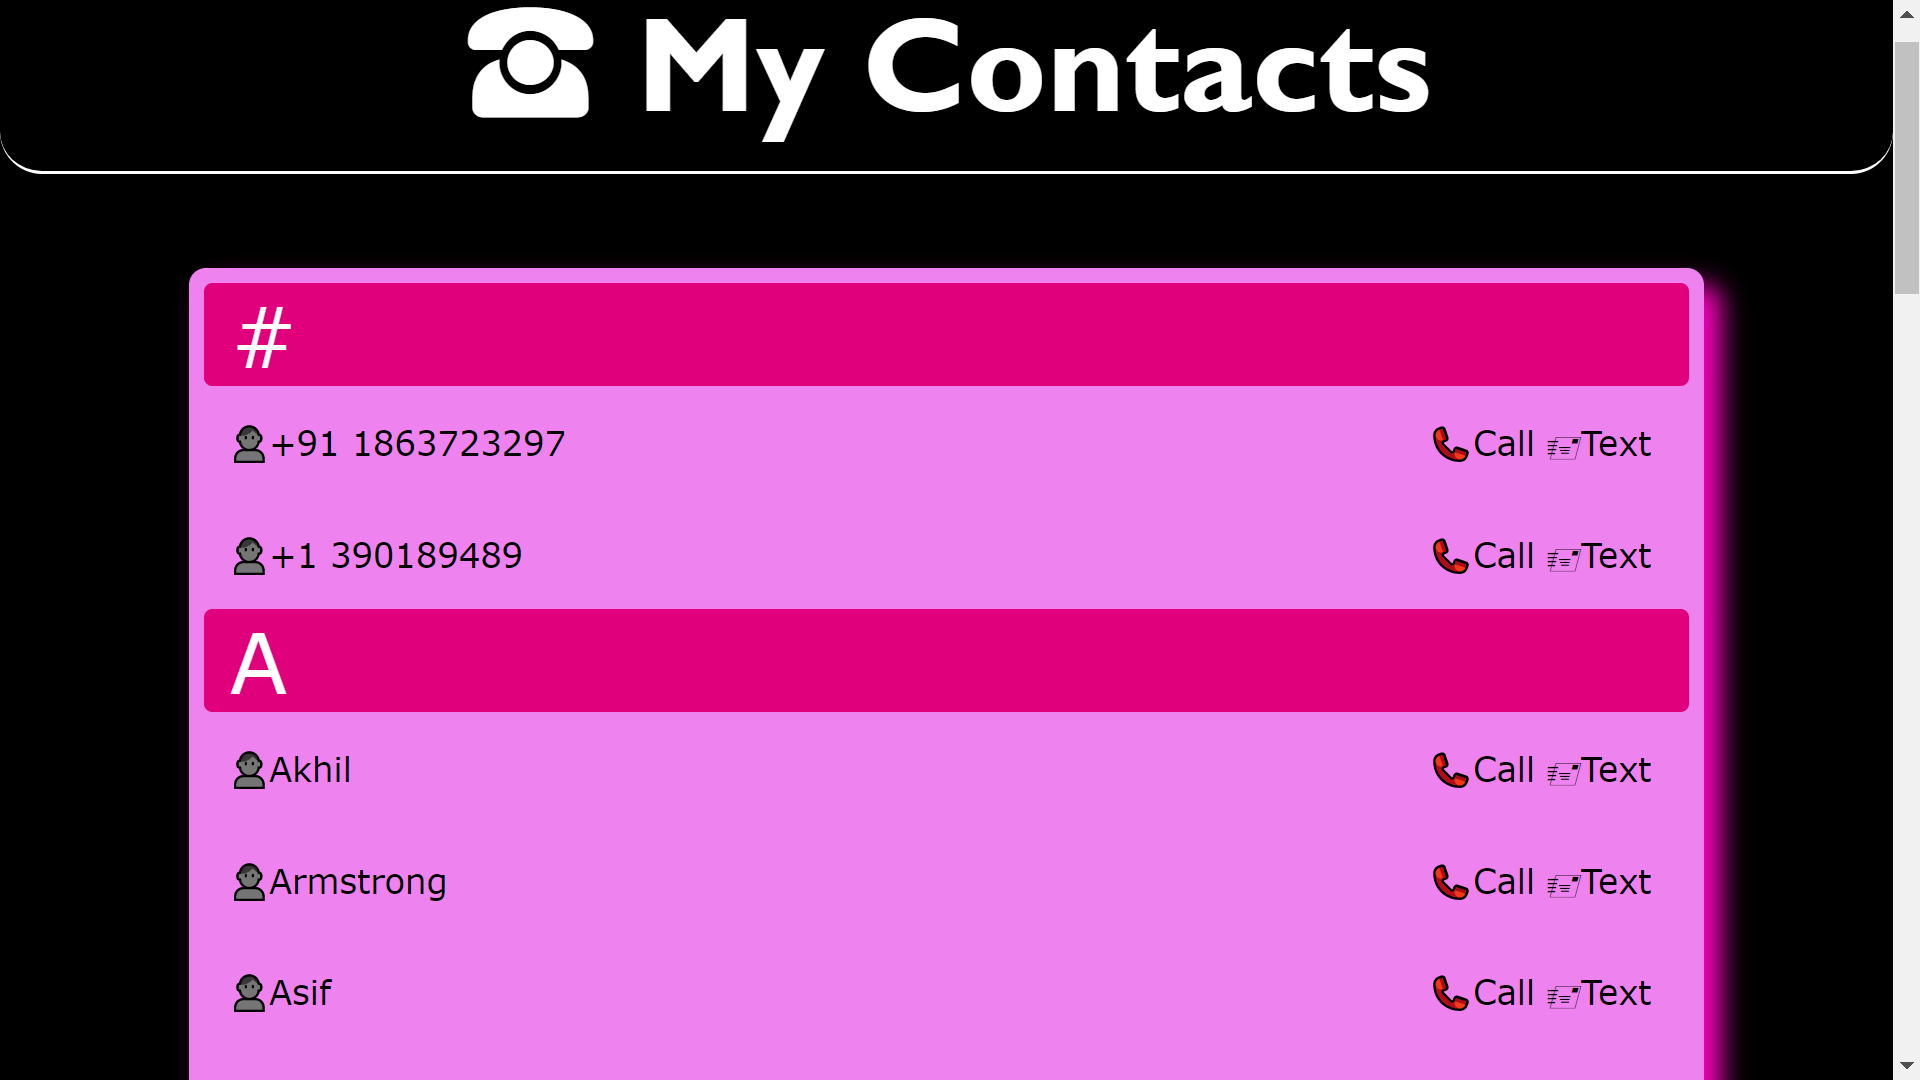 My Contacts
#
+91 1863723297 Call Text
+1 390189489 Call Text
A
Akhil Call Text
Armstrong Call Text
Asif Call Text